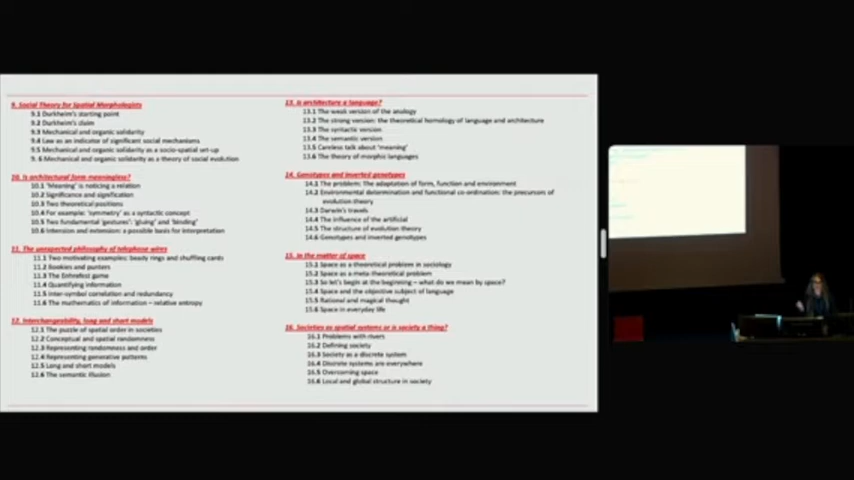 9. Social Theory for Spatial Morphologists
9.1 Durkheim's starting point
9.2 Durkheim's claim
9.3 Mechanical and organic solidarity
9.4 Law as an indicator of significant social mechanisms
9.5 Mechanical and organic solidarity as a socio-spatial set-up
9. 6 Mechanical and organic solidarity as a theory of social evolution
10. Is architectural form meaningless?
10.1 'Meaning' is noticing a relation
10.2 Significance and signification
10.3 Two theoretical positions
10.4 For example: 'symmetry' as a syntactic concept
10.5 Two fundamental 'gestures': 'gluing' and 'binding'
10.6 Intension and extension: a possible basis for interpretation
11. The unexpected philosophy of telephone wires
11.1 Two motivating examples: beady rings and shuffling cards
11.2 Bookies and punters
11.3 The Eehrefest game
11.4 Quantifying information
11.5 Inter-symbol correlation and redundancy
11.6 The mathematics of information – relative entropy
12. Interchangeability, long and short models
12.1 The puzzle of spatial order in societies
12.2 Conceptual and spatial randomness
12.3 Representing randomness and order
12.4 Representing generative patterns
12.5 Long and short models
12.6 The semantic illusion
13. Is architecture a language?
13.1 The weak version of the analogy
13.2 The strong version: the theoretical homology of language and architecture
13.3 The syntactic version
13.4 The semantic version
13.5 Careless talk about 'meaning'
13.6 The theory of morphic languages
14. Genotypes and inverted genotypes
14.1 The problem: the adaptation of form, function and environment
14.2 Environmental determination and functional co-ordination: the precursors of
evolution theory
14.3 Darwin's travels
14.4 The influence of the artificial
14.5 The structure of evolution theory
14.6 Genotypes and inverted genotypes
15. In the matter of space
15.1 Space as a theoretical problem in sociology
15.2 Space as a meta-theoretical problem
15.3 So let's begin at the beginning – what do we mean by space?
15.4 Space and the objective subject of language
15.5 Rational and magical thought
15.6 Space in everyday life
16. Societies as spatial systems or is society a thing?
16.1 Problems with rivers
16.2 Defining society
16.3 Society as a discrete system
16.4 Discrete systems are everywhere
16.5 Overcoming space
16.6 Local and global structure in society